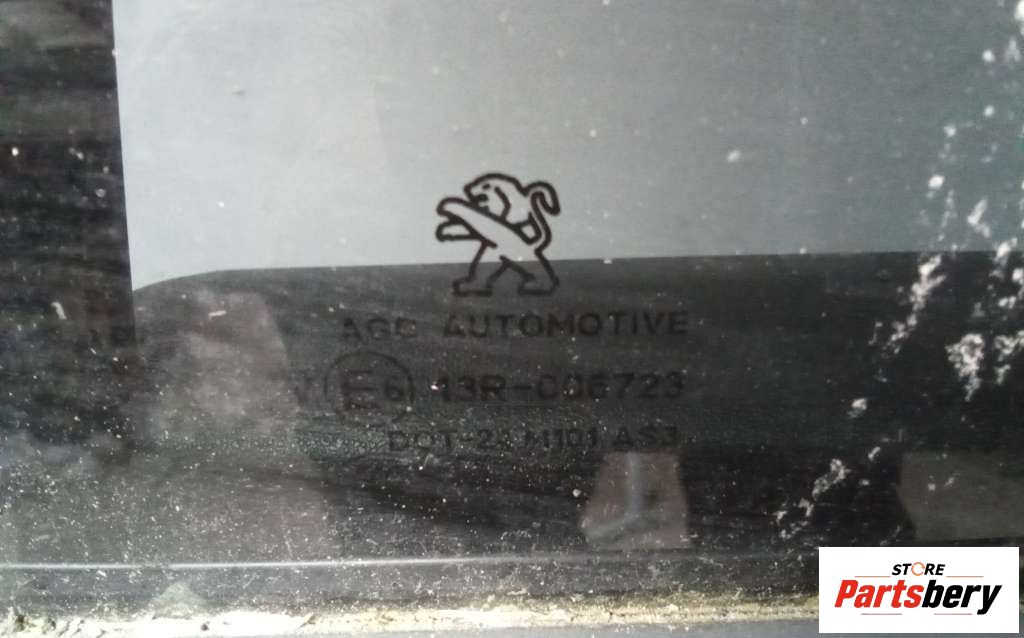 AGC AUTOMOTIVE
E6 43R-006723
DOT-24 M101 AS3
STORE
Partsbery